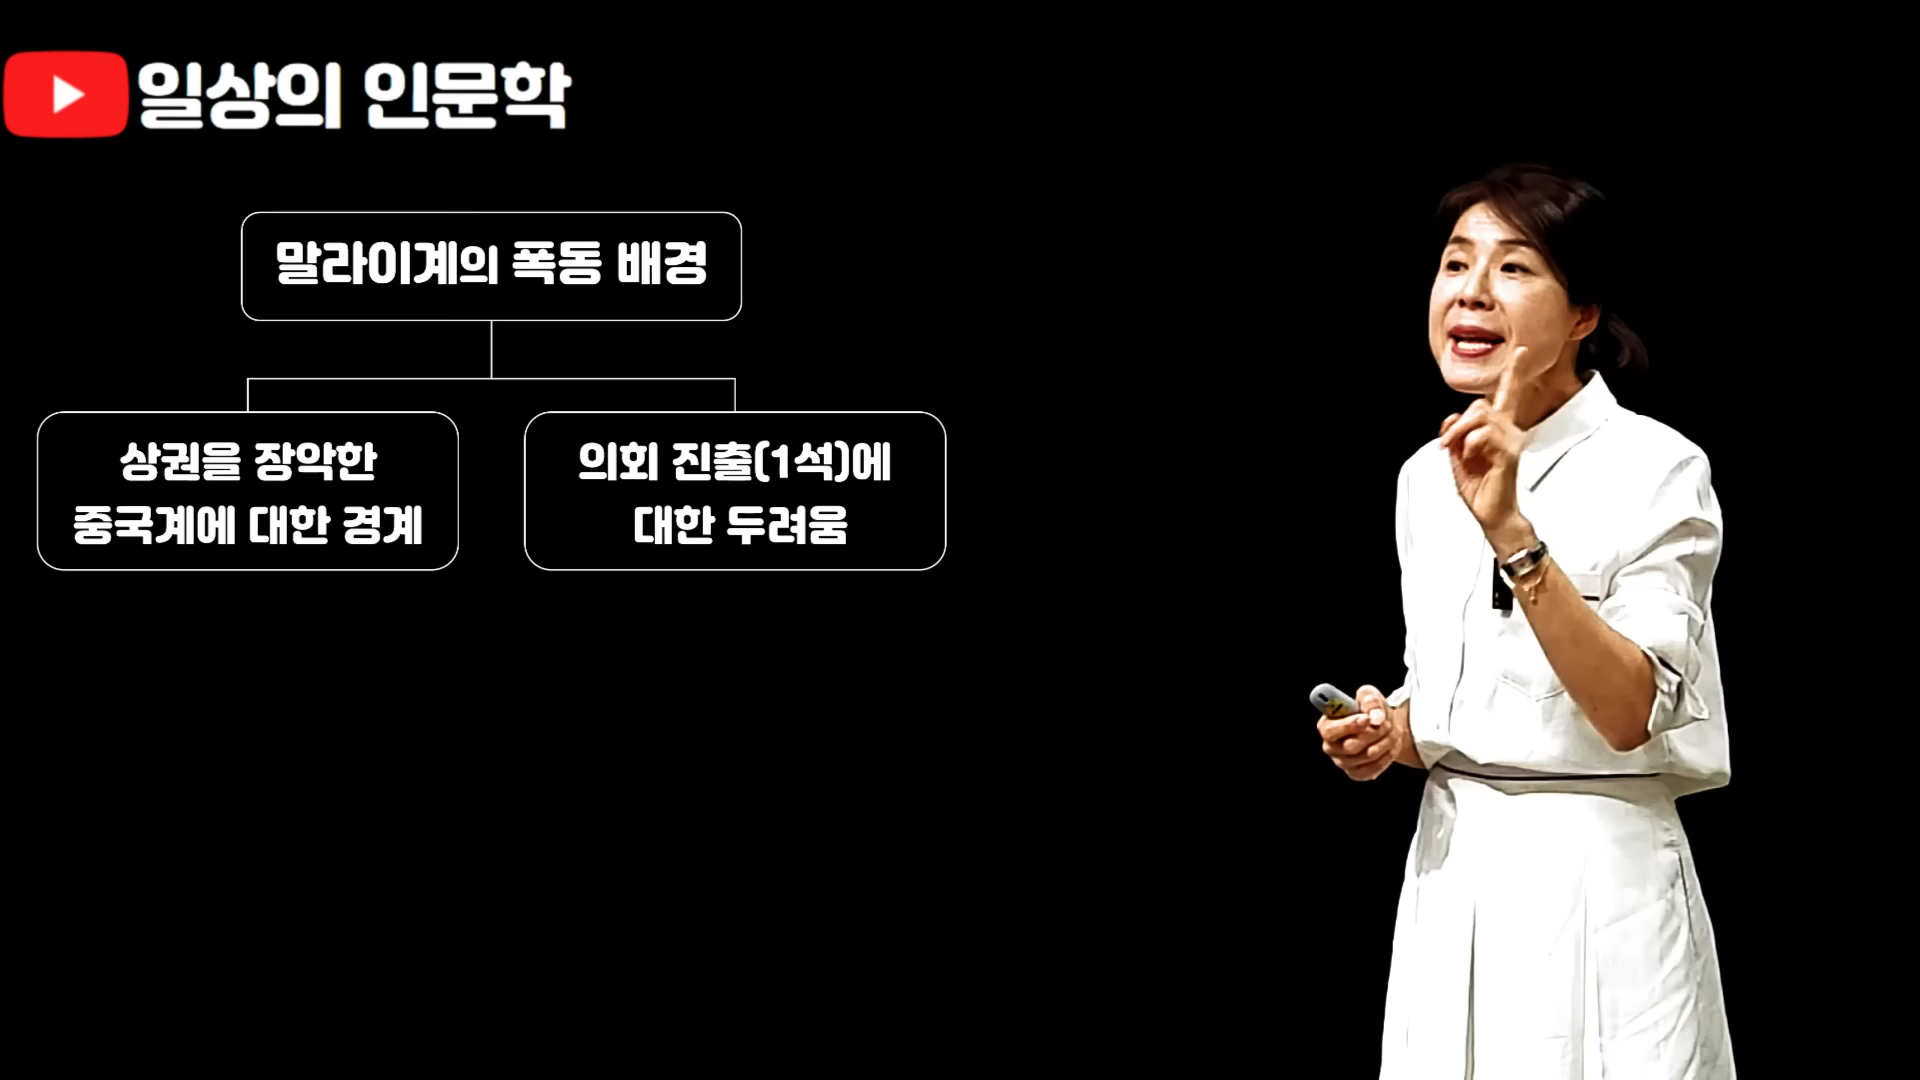 일상의 인문학
말라이계의 폭동 배경
상권을 장악한
중국계에 대한 경계
의회 진출(1석)에
대한 두려움